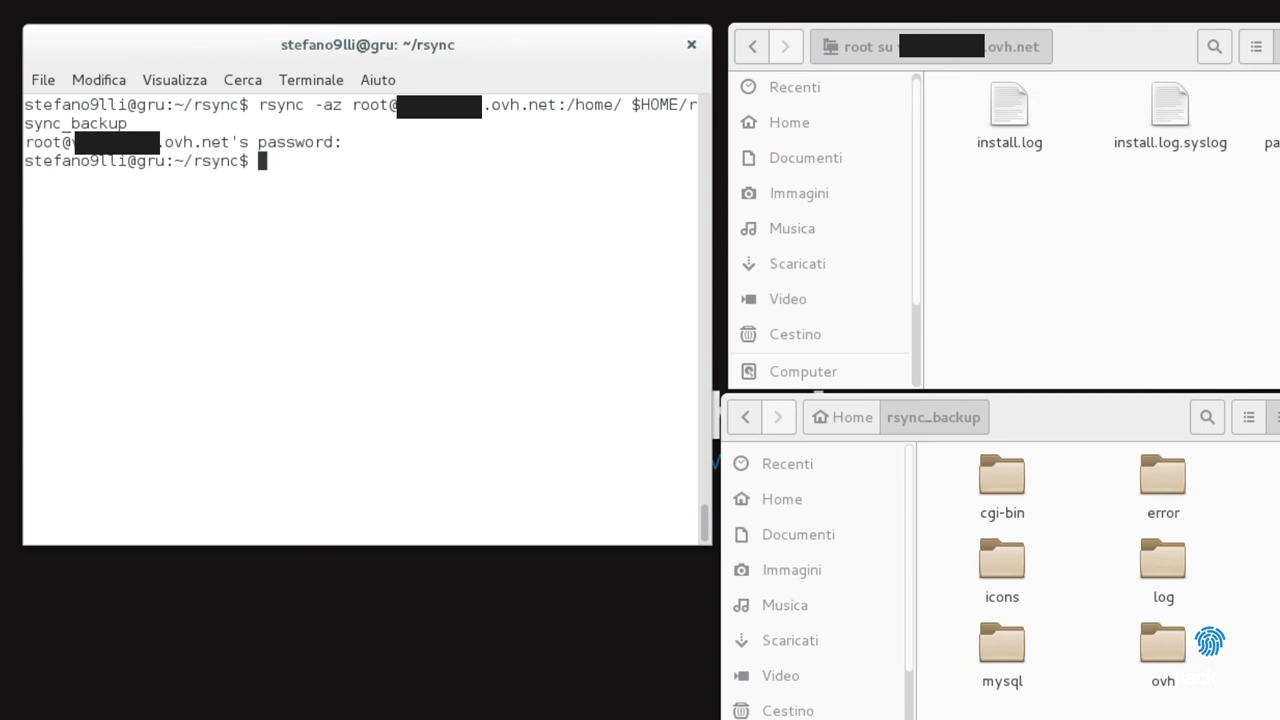 stefano9lli@gru: ~/rsync
File Modifica Visualizza Cerca Terminale Aiuto
stefano9lli@gru:~/rsync$ rsync -az root@ .ovh.net:/home/ $HOME/r
sync_backup
root@ .ovh.net's password:
stefano9lli@gru:~/rsync$
root su .ovh.net
Recenti
Home
Documenti
Immagini
Musica
Scaricati
Video
Cestino
Computer
install.log
install.log.syslog
pa
Home rsync_backup
Recenti
Home
Documenti
Immagini
Musica
Scaricati
Video
Cestino
cgi-bin
error
icons
log
mysql
ovh